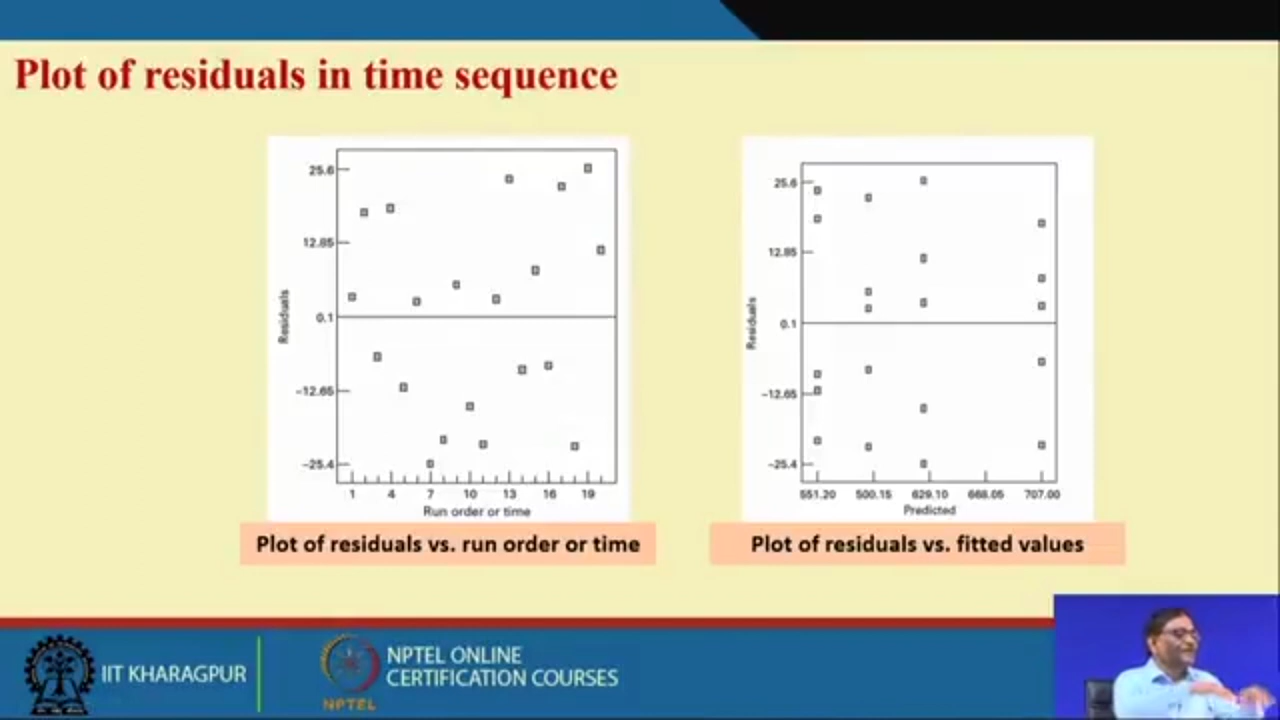 Plot of residuals in time sequence
25.6
12.85
0.1
-12.65
-25.4
Residuals
1 4 7 10 13 16 19
Run order or time
Plot of residuals vs. run order or time
25.6
12.85
0.1
-12.65
-25.4
Residuals
551.20 500.15 629.10 668.05 707.00
Predicted
Plot of residuals vs. fitted values
IIT KHARAGPUR
NPTEL
NPTEL ONLINE
CERTIFICATION COURSES